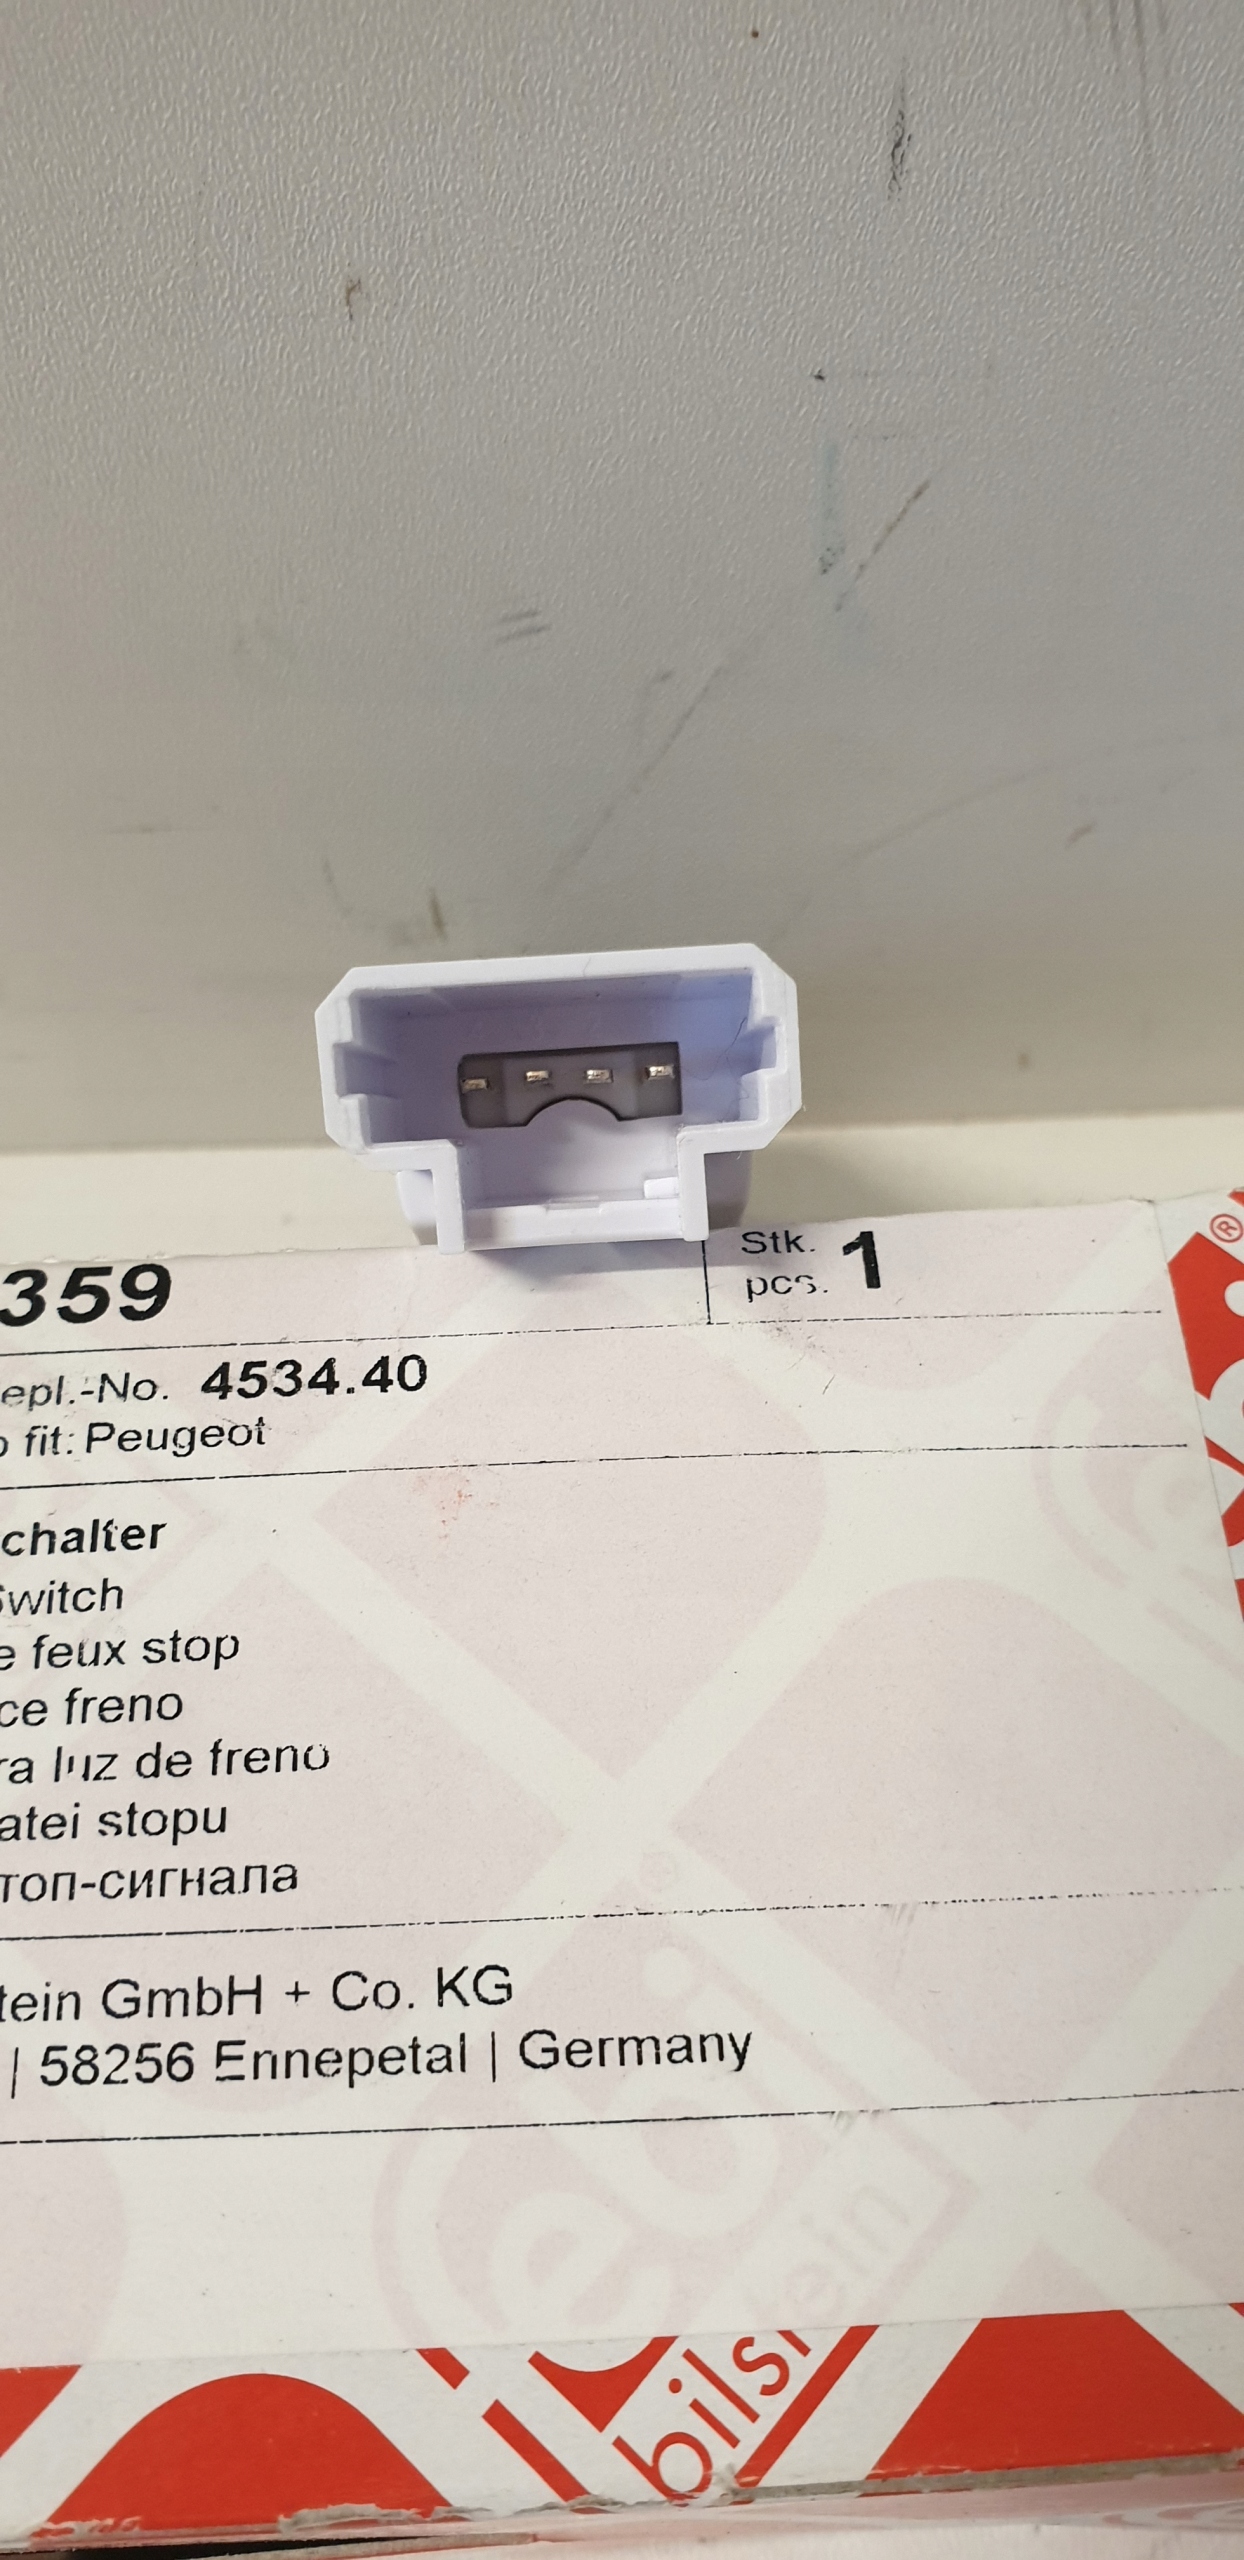 359
Stk.
pcs. 1
epl.-No. 4534.40
o fit: Peugeot
chalter
Switch
e feux stop
ce freno
ra luz de freno
atei stopu
топ-сигнала
tein GmbH + Co. KG
| 58256 Ennepetal | Germany
bilst